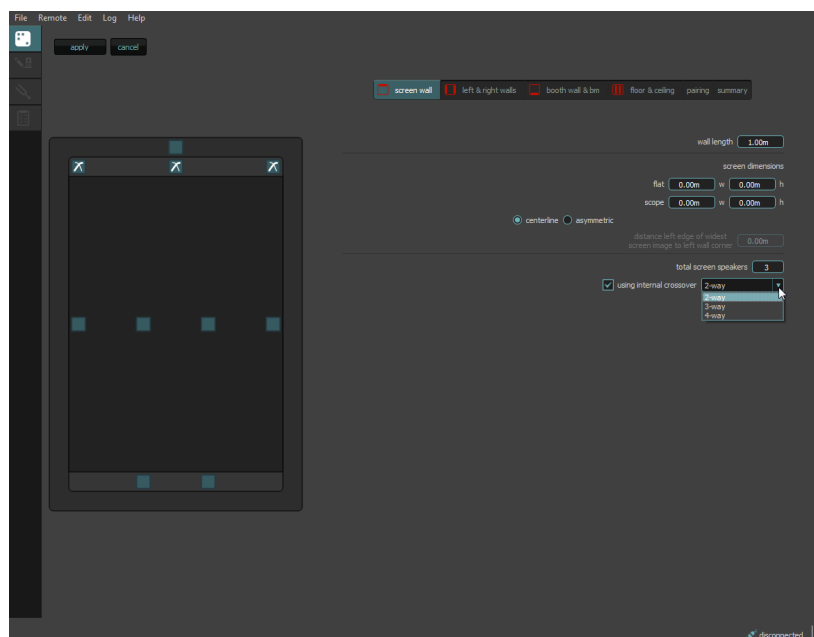 File Remote Edit Log Help
apply cancel
screen wall left & right walls booth wall & bm floor & ceiling pairing summary
wall length 1.00m
screen dimensions
flat 0.00m w 0.00m h
scope 0.00m w 0.00m h
centerline asymmetric
distance left edge of widest
screen image to left wall corner 0.00m
total screen speakers 3
using internal crossover 2-way
2-way
3-way
4-way
disconnected